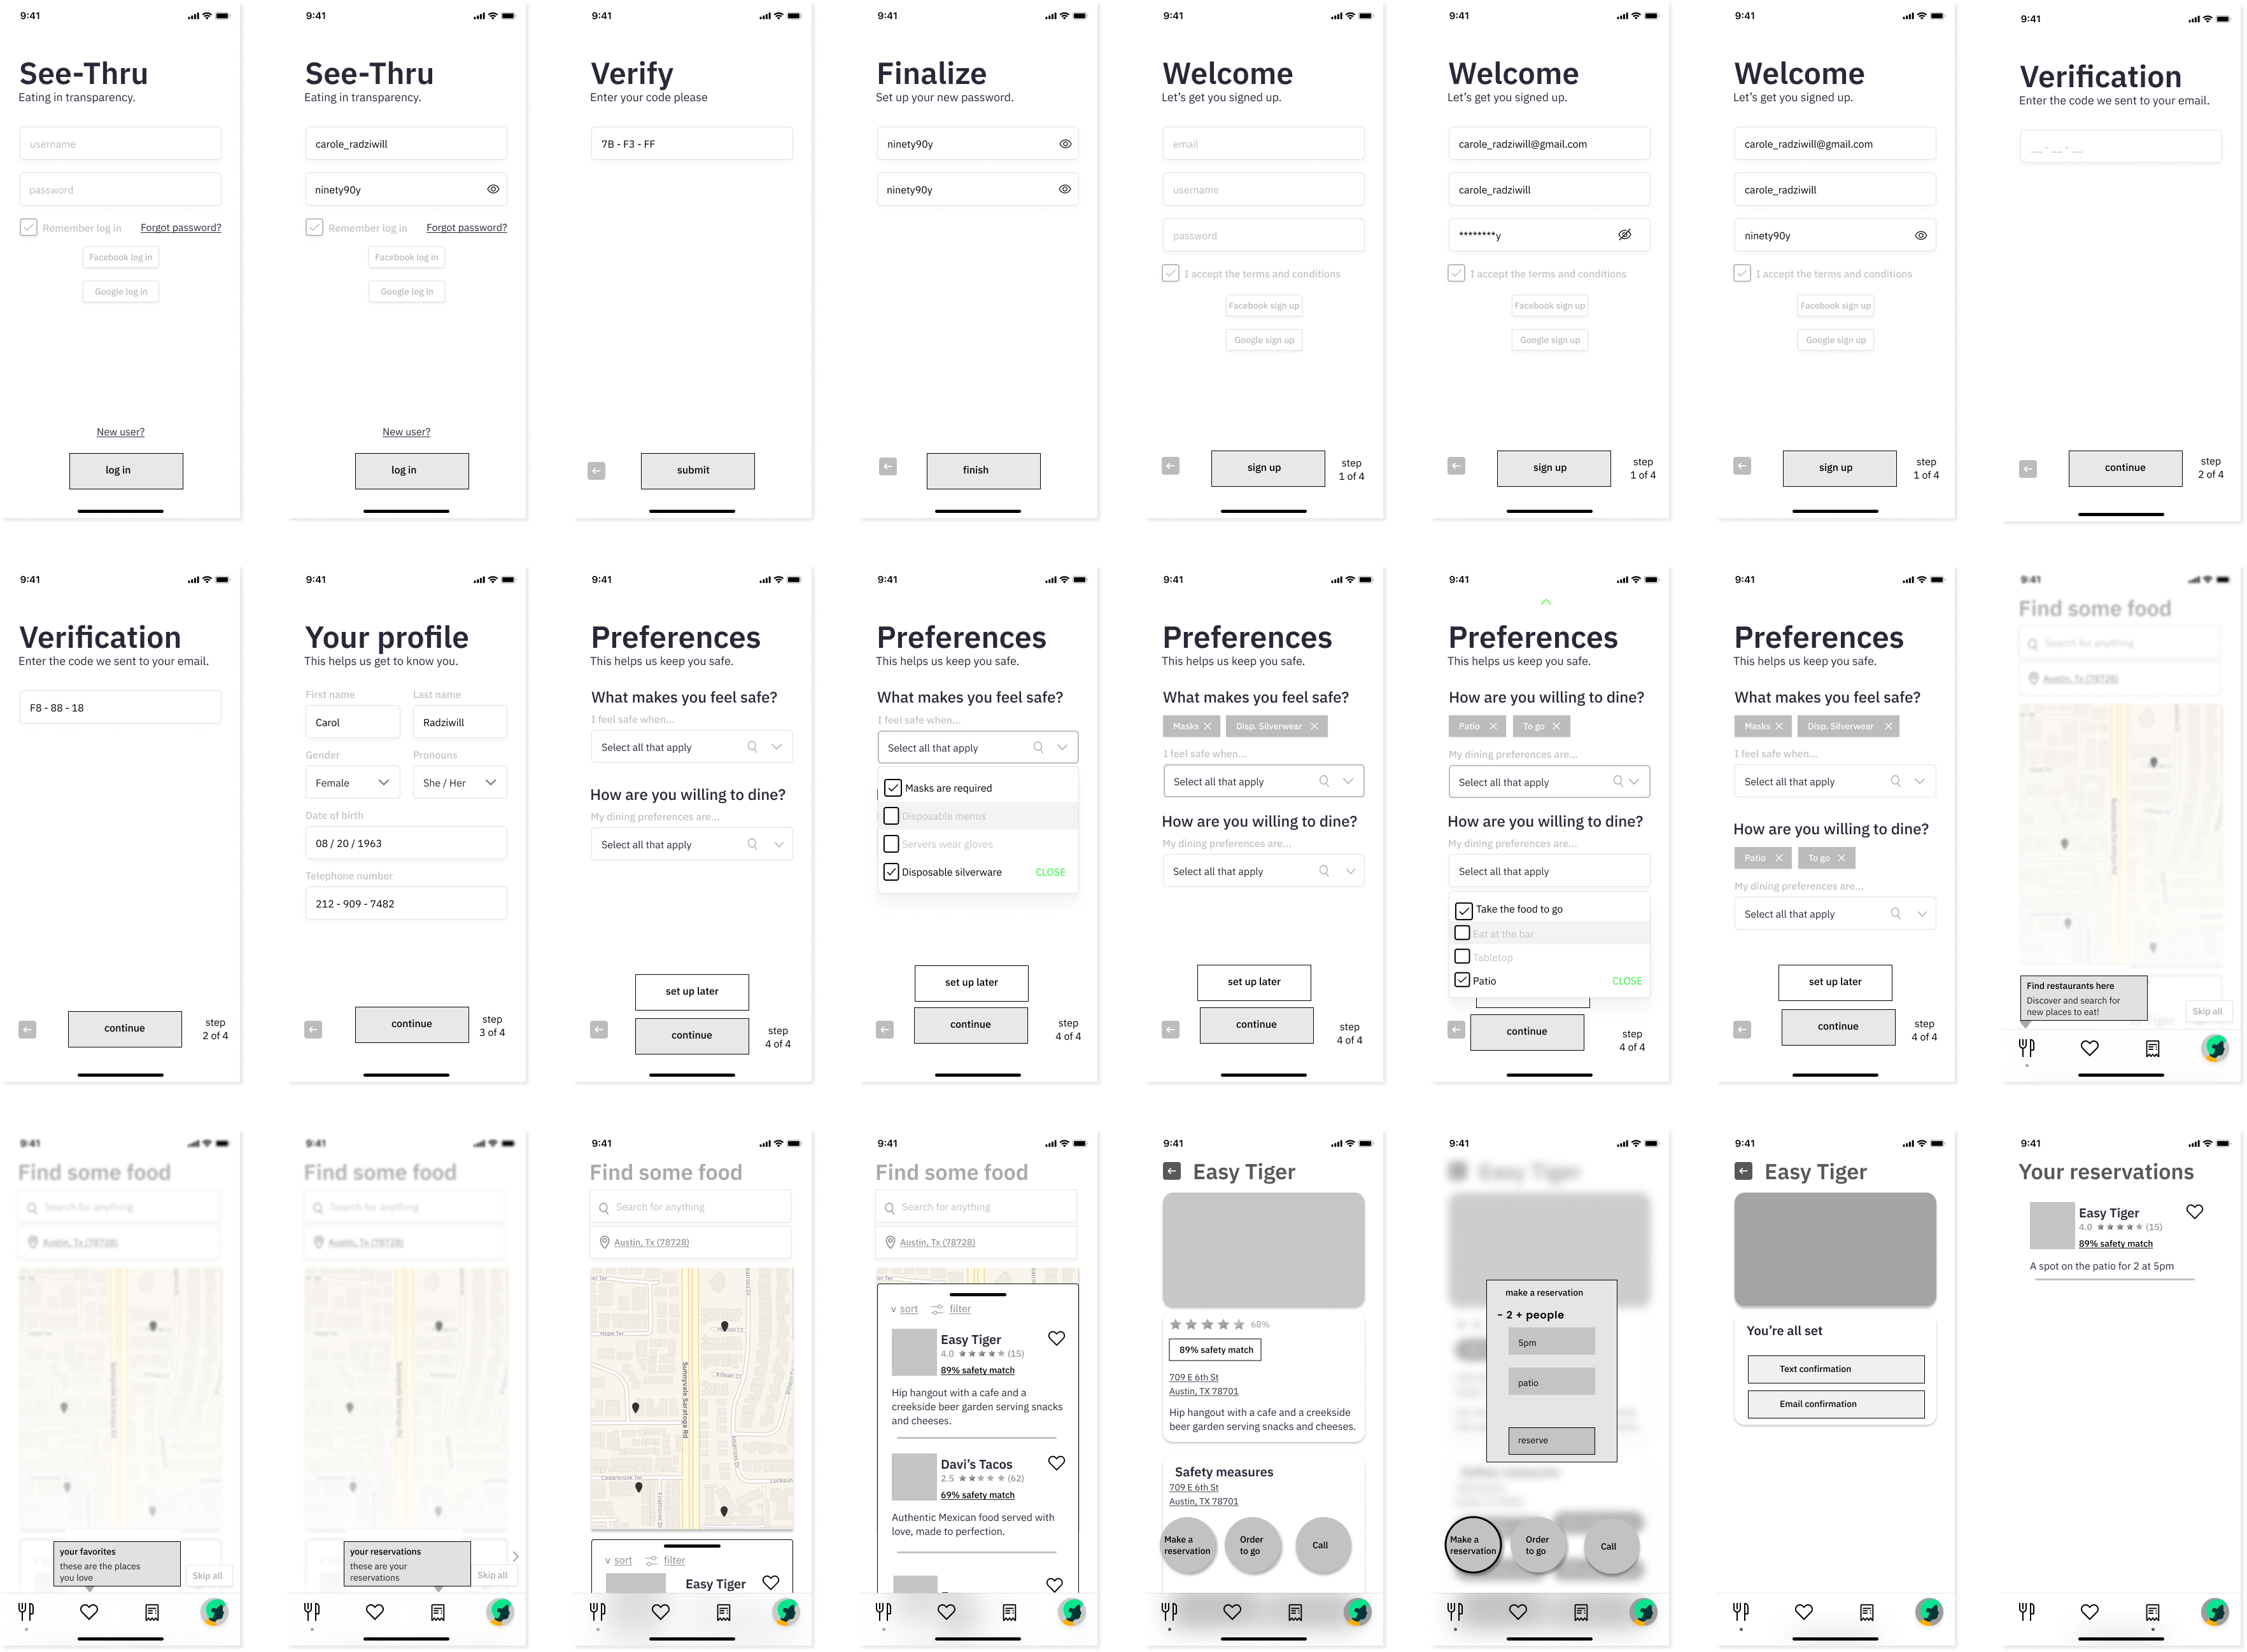 9:41
See-Thru
Eating in transparency.
username
password
Remember log in Forgot password?
Facebook log in
Google log in
New user?
log in
9:41
See-Thru
Eating in transparency.
carole_radziwill
ninety90y
Remember log in Forgot password?
Facebook log in
Google log in
New user?
log in
9:41
Verify
Enter your code please
7B - F3 - FF
submit
9:41
Finalize
Set up your new password.
ninety90y
ninety90y
finish
9:41
Welcome
Let's get you signed up.
email
username
password
I accept the terms and conditions
Facebook sign up
Google sign up
sign up
step
1 of 4
9:41
Welcome
Let's get you signed up.
carole_radziwill@gmail.com
carole_radziwill
********y
I accept the terms and conditions
Facebook sign up
Google sign up
sign up
step
1 of 4
9:41
Welcome
Let's get you signed up.
carole_radziwill@gmail.com
carole_radziwill
ninety90y
I accept the terms and conditions
Facebook sign up
Google sign up
sign up
step
1 of 4
9:41
Verification
Enter the code we sent to your email.
__ - __ - __
continue
step
2 of 4
9:41
Verification
Enter the code we sent to your email.
F8 - 88 - 18
continue
step
2 of 4
9:41
Your profile
This helps us get to know you.
First name Last name
Carol Radziwill
Gender Pronouns
Female She / Her
Date of birth
08 / 20 / 1963
Telephone number
212 - 909 - 7482
continue
step
3 of 4
9:41
Preferences
This helps us keep you safe.
What makes you feel safe?
I feel safe when...
Select all that apply
How are you willing to dine?
My dining preferences are...
Select all that apply
set up later
continue
step
4 of 4
9:41
Preferences
This helps us keep you safe.
What makes you feel safe?
I feel safe when...
Select all that apply
Masks are required
Disposable menus
Servers wear gloves
Disposable silverware CLOSE
set up later
continue
step
4 of 4
9:41
Preferences
This helps us keep you safe.
What makes you feel safe?
Masks Disp. Silverwear
I feel safe when...
Select all that apply
How are you willing to dine?
My dining preferences are...
Select all that apply
set up later
continue
step
4 of 4
9:41
Preferences
This helps us keep you safe.
How are you willing to dine?
Patio To go
My dining preferences are...
Select all that apply
How are you willing to dine?
My dining preferences are...
Select all that apply
Take the food to go
Eat at the bar
Tabletop
Patio CLOSE
continue
step
4 of 4
9:41
Preferences
This helps us keep you safe.
What makes you feel safe?
Masks Disp. Silverwear
I feel safe when...
Select all that apply
How are you willing to dine?
Patio To go
My dining preferences are...
Select all that apply
set up later
continue
step
4 of 4
9:41
Find some food
Search for anything
Austin, Tx (78728)
Find restaurants here
Discover and search for
new places to eat!
Skip all
9:41
Find some food
Search for anything
Austin, Tx (78728)
your favorites
these are the places
you love
Skip all
9:41
Find some food
Search for anything
Austin, Tx (78728)
your reservations
these are your
reservations
Skip all
9:41
Find some food
Search for anything
Austin, Tx (78728)
Hope Ter
Killean Ct
Sunnyvale Saratoga Rd
Albatross Dr
Cedarbrook Ter
v sort filter
Easy Tiger
9:41
Find some food
Search for anything
Austin, Tx (78728)
v sort filter
Easy Tiger
4.0 (15)
89% safety match
Hip hangout with a cafe and a
creekside beer garden serving snacks
and cheeses.
Davi's Tacos
2.5 (62)
69% safety match
Authentic Mexican food served with
love, made to perfection.
9:41
Easy Tiger
68%
89% safety match
709 E 6th St
Austin, TX 78701
Hip hangout with a cafe and a creekside
beer garden serving snacks and cheeses.
Safety measures
709 E 6th St
Austin, TX 78701
Make a
reservation
Order
to go
Call
9:41
Easy Tiger
make a reservation
- 2 + people
5pm
patio
reserve
Make a
reservation
Order
to go
Call
9:41
Easy Tiger
You're all set
Text confirmation
Email confirmation
9:41
Your reservations
Easy Tiger
4.0 (15)
89% safety match
A spot on the patio for 2 at 5pm